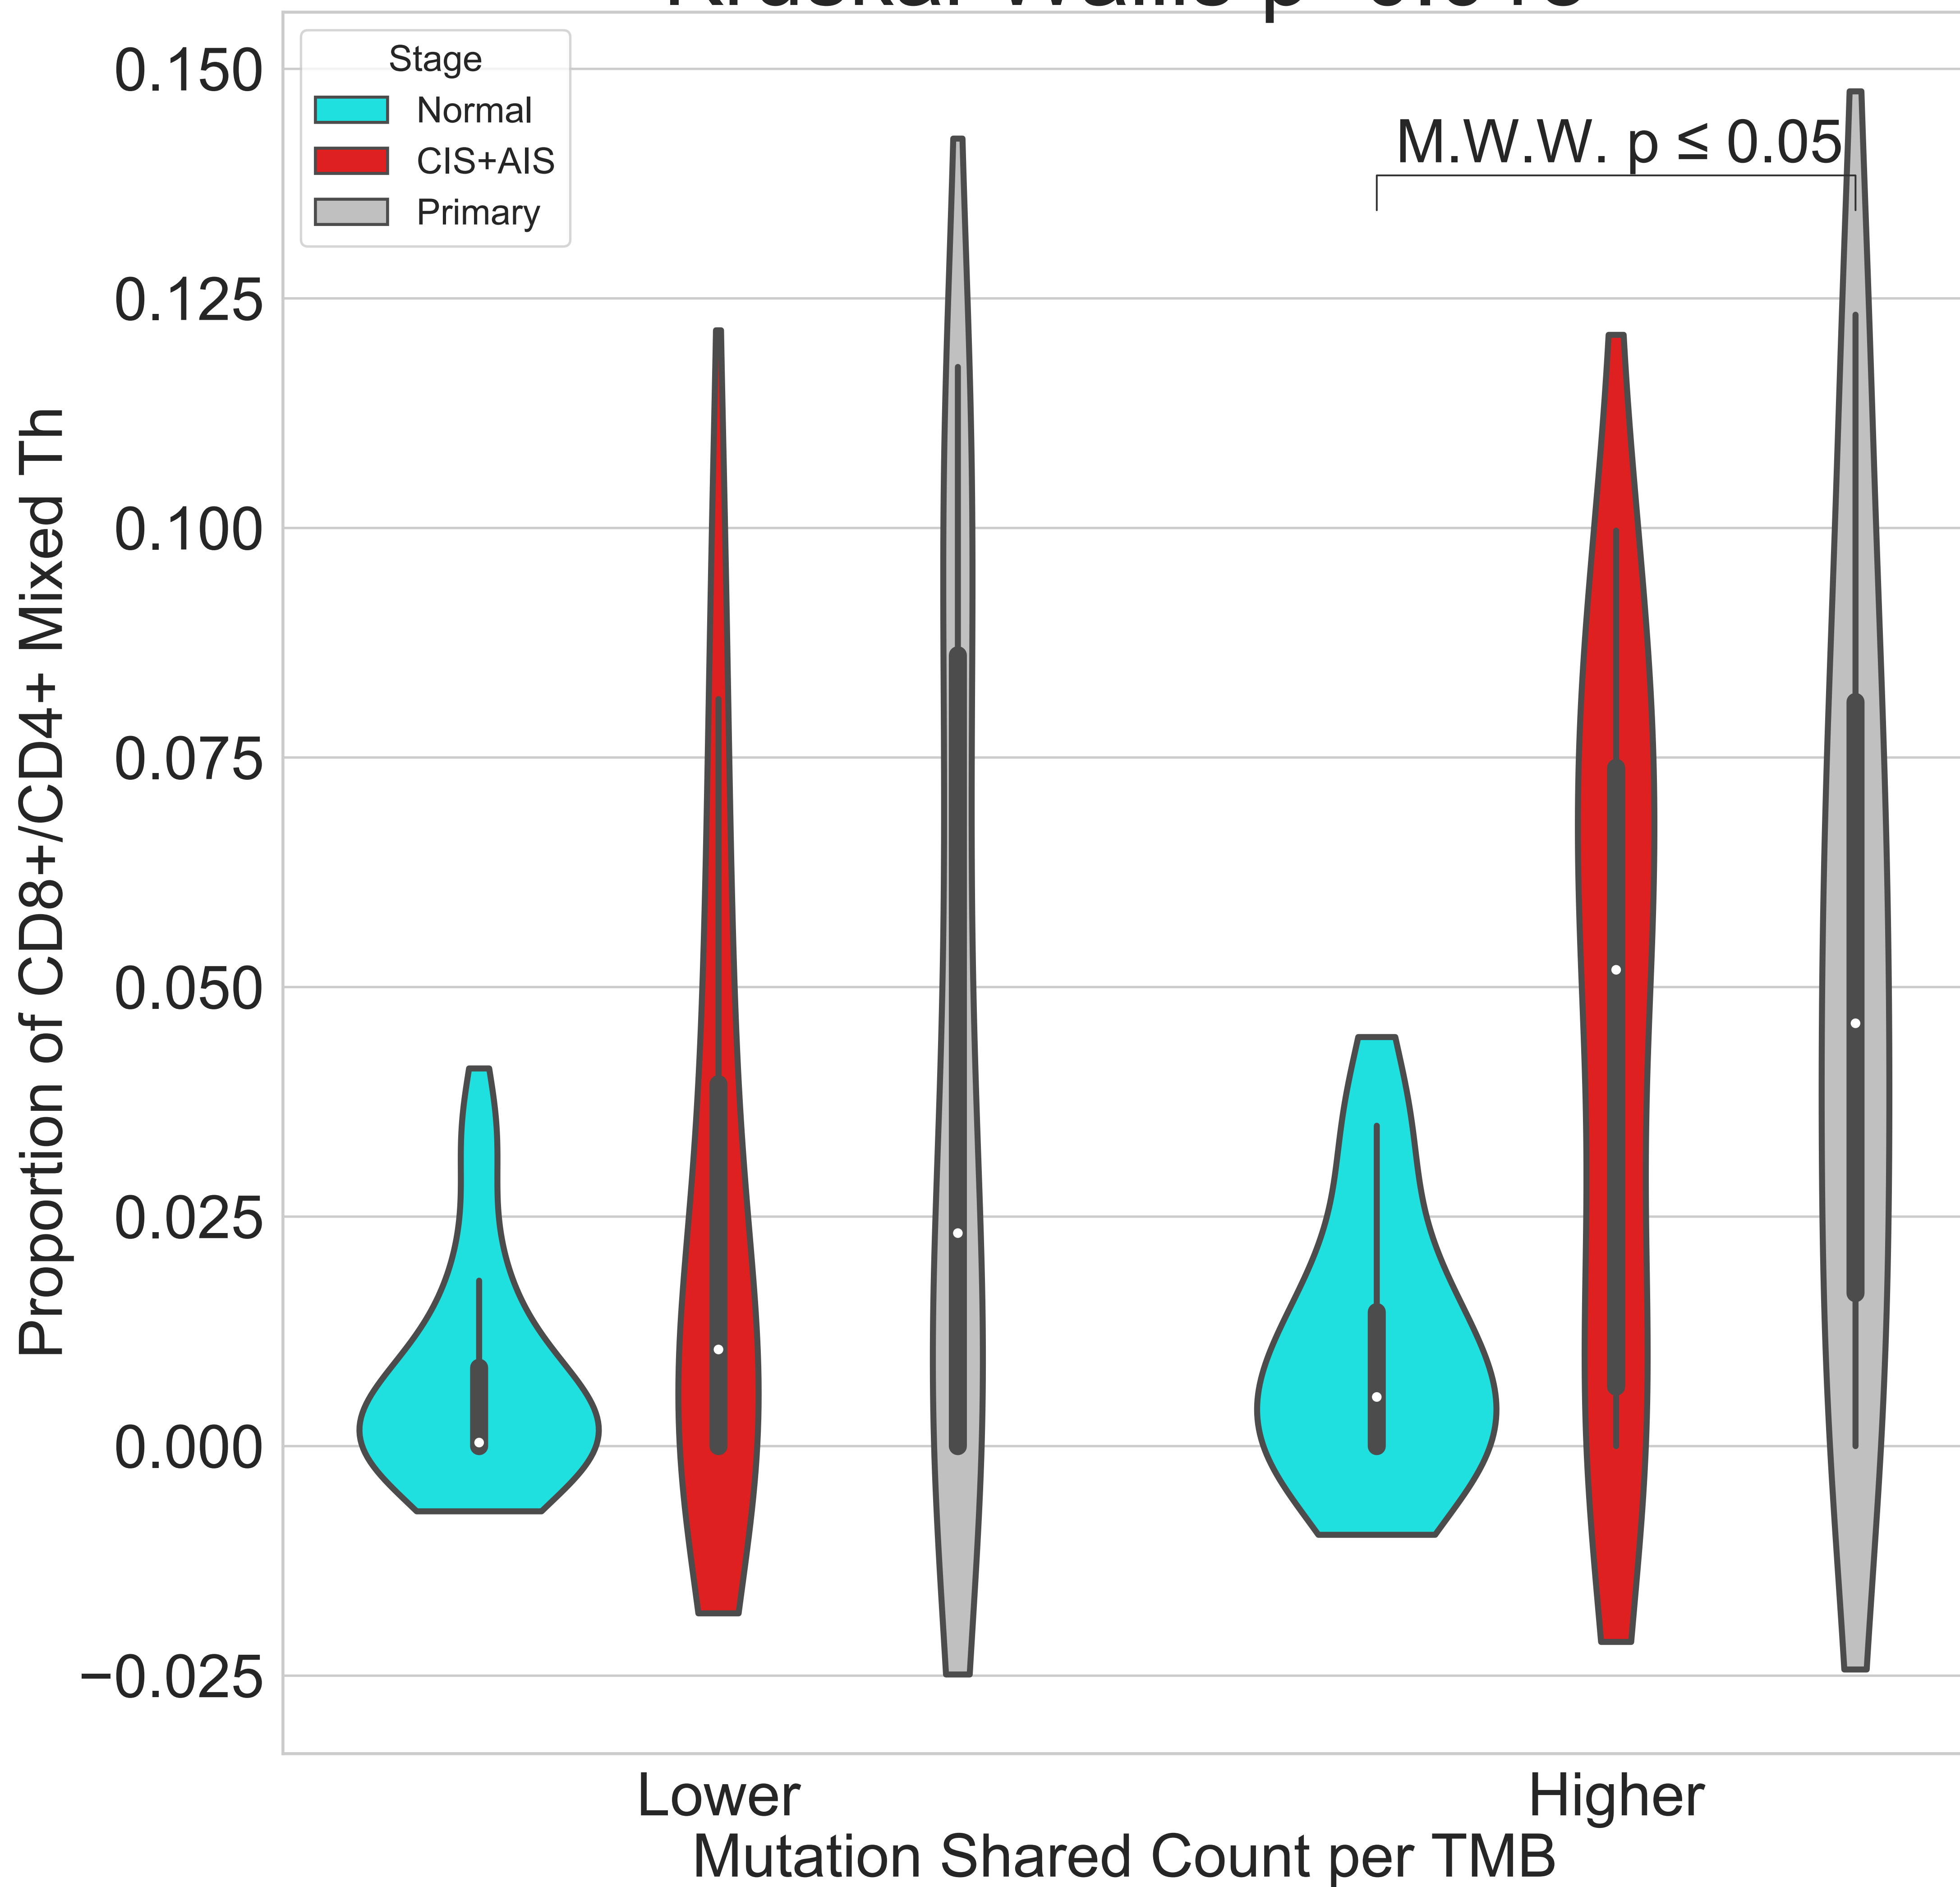 Stage
Normal
CIS+AIS
Primary
M.W.W. p ≤ 0.05
0.150
0.125
0.100
0.075
0.050
0.025
0.000
−0.025
Proportion of CD8+/CD4+ Mixed Th
Lower
Higher
Mutation Shared Count per TMB